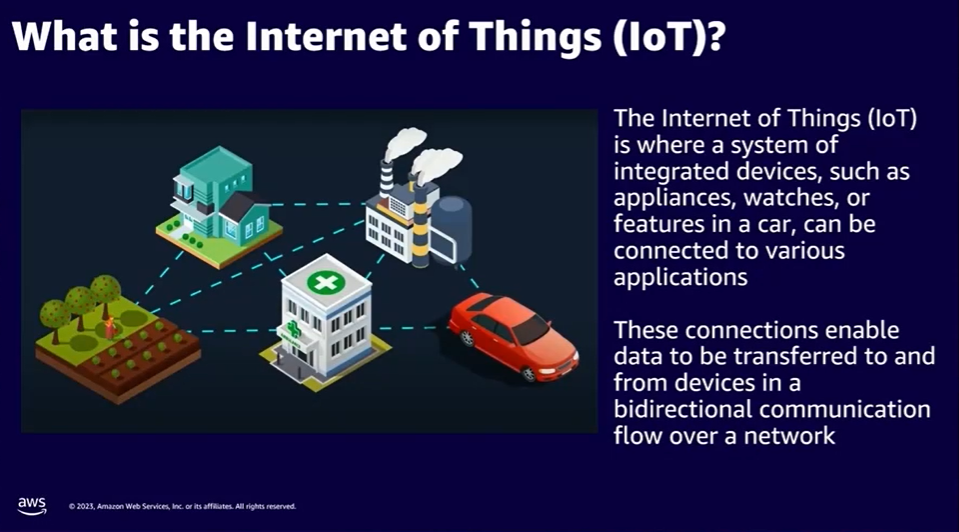 What is the Internet of Things (IoT)?
The Internet of Things (IoT)
is where a system of
integrated devices, such as
appliances, watches, or
features in a car, can be
connected to various
applications
These connections enable
data to be transferred to and
from devices in a
bidirectional communication
flow over a network
aws
© 2023, Amazon Web Services, Inc. or its affiliates. All rights reserved.